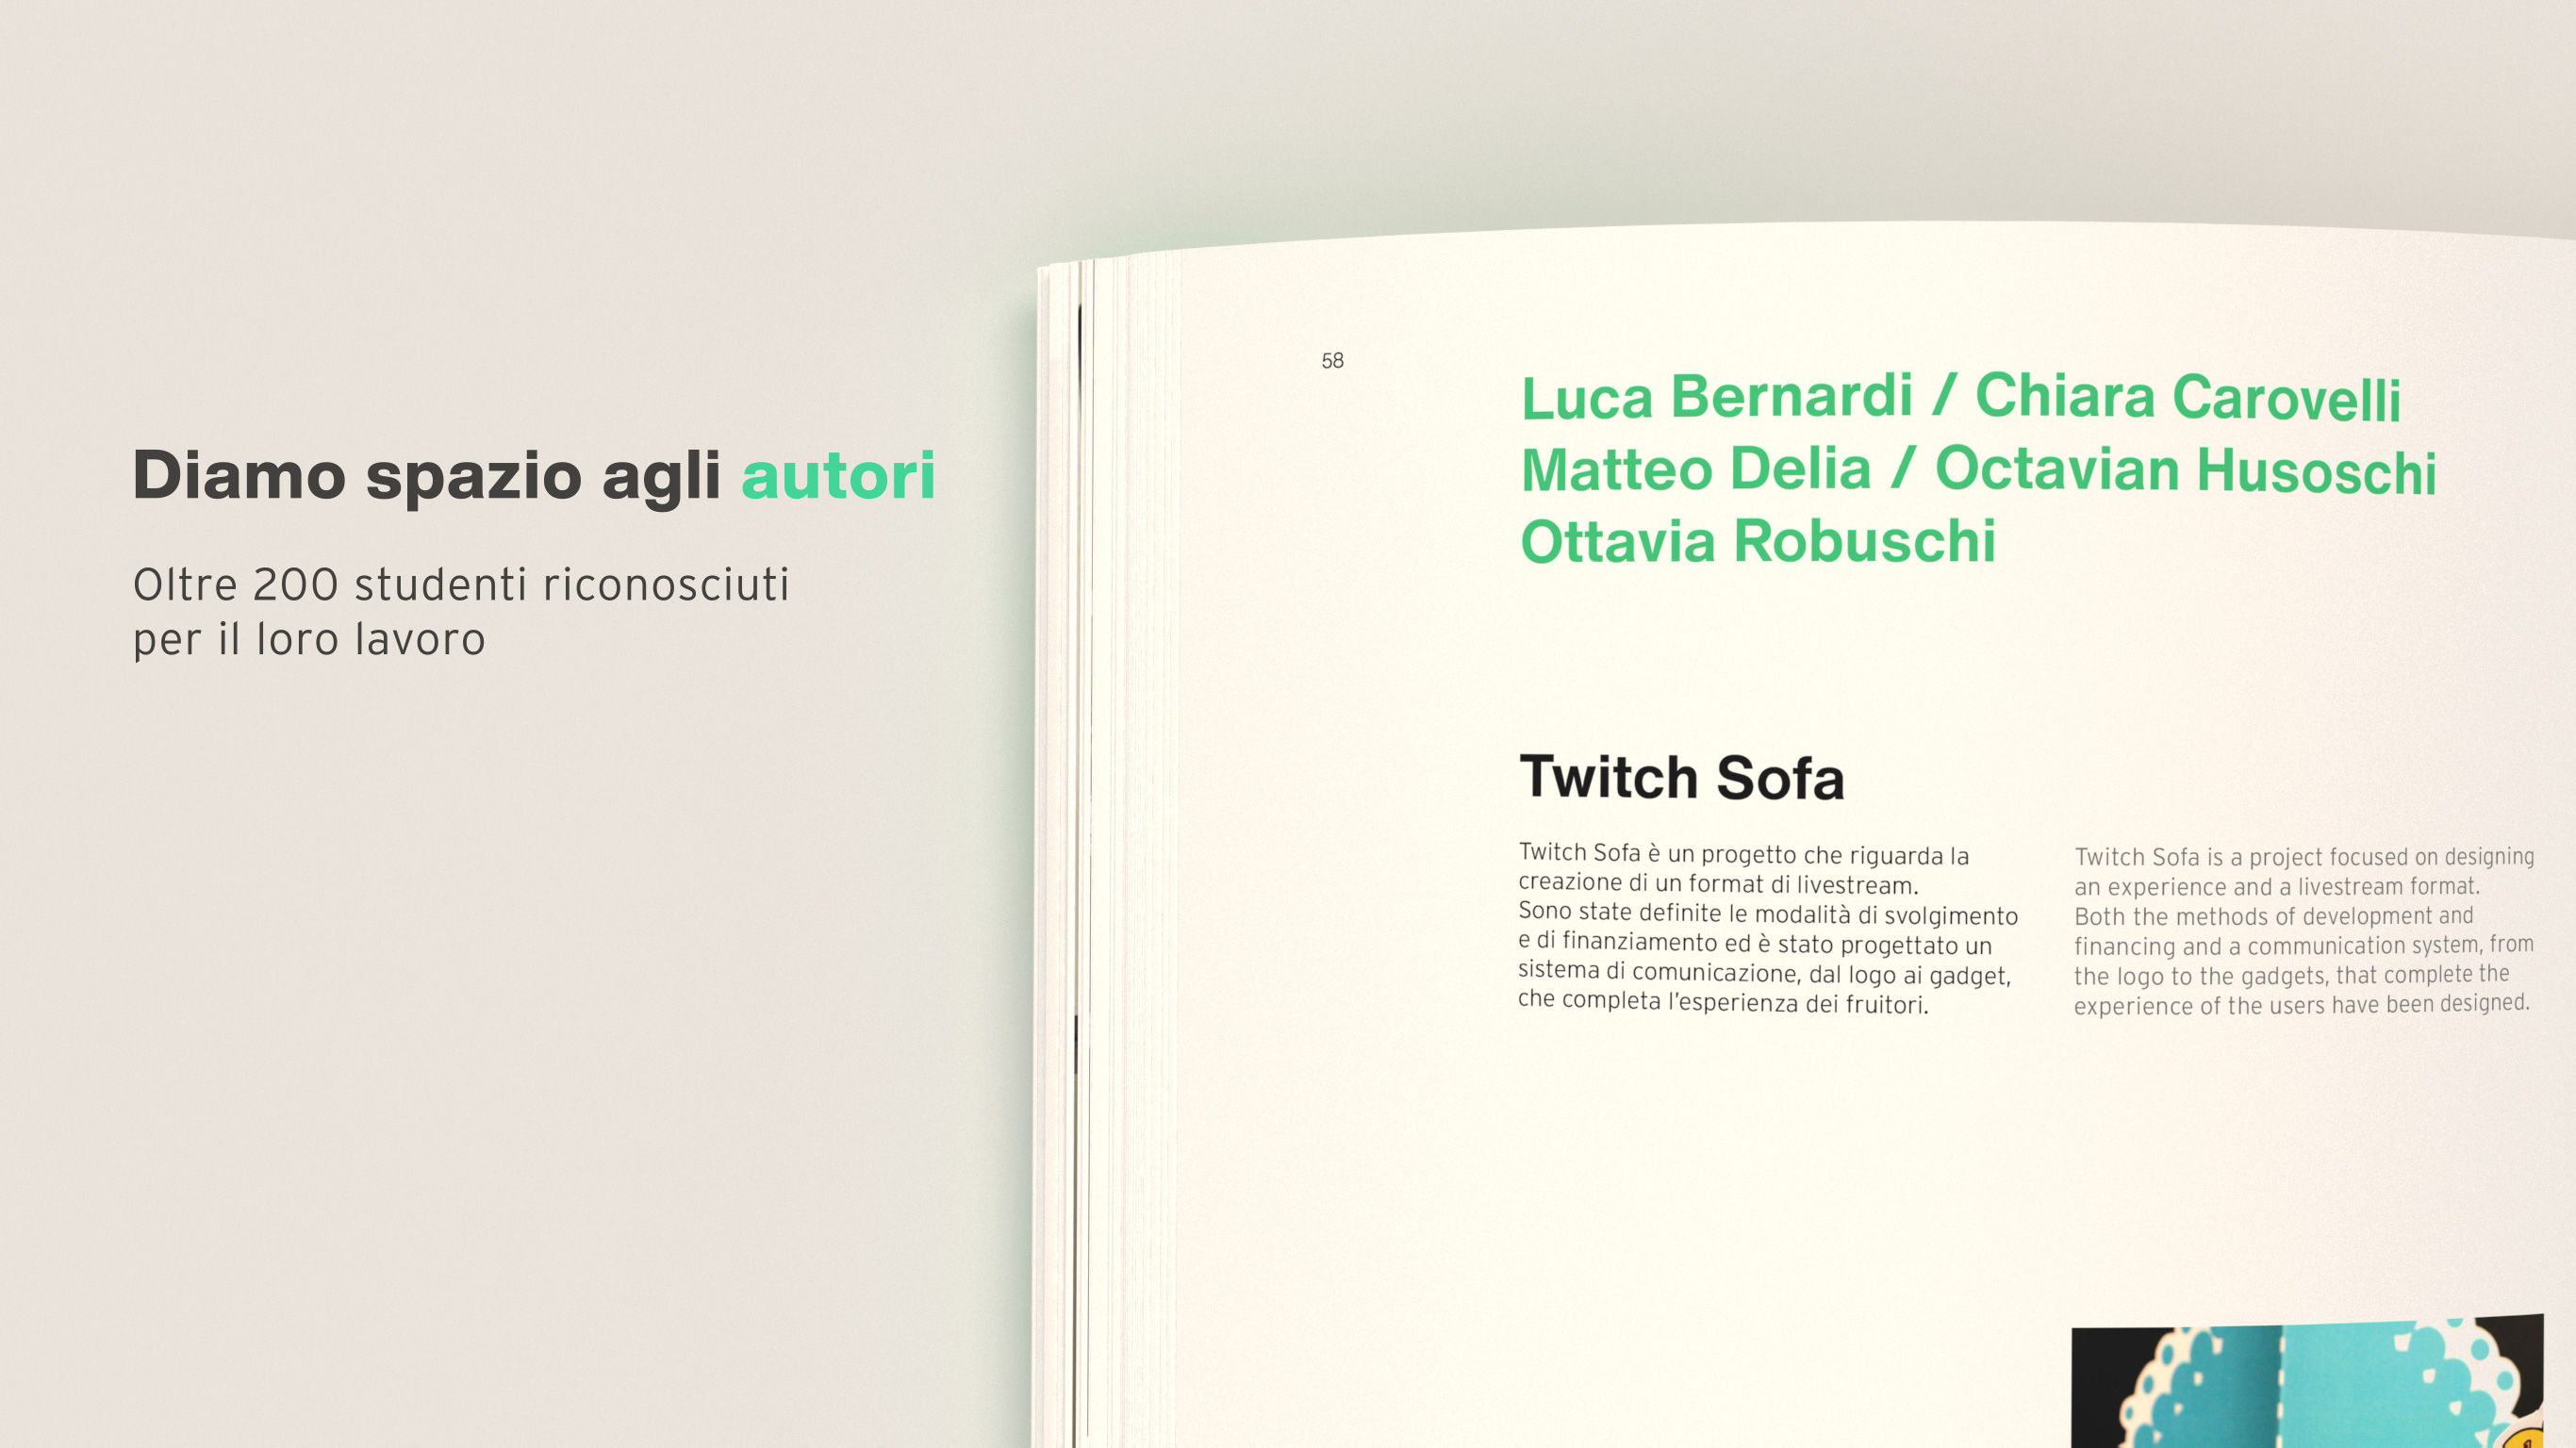 Diamo spazio agli autori
Oltre 200 studenti riconosciuti
per il loro lavoro
58
Luca Bernardi / Chiara Carovelli
Matteo Delia / Octavian Husoschi
Ottavia Robuschi
Twitch Sofa
Twitch Sofa è un progetto che riguarda la
creazione di un format di livestream.
Sono state definite le modalità di svolgimento
e di finanziamento ed è stato progettato un
sistema di comunicazione, dal logo ai gadget,
che completa l'esperienza dei fruitori.
Twitch Sofa is a project focused on designing
an experience and a livestream format.
Both the methods of development and
financing and a communication system, from
the logo to the gadgets, that complete the
experience of the users have been designed.